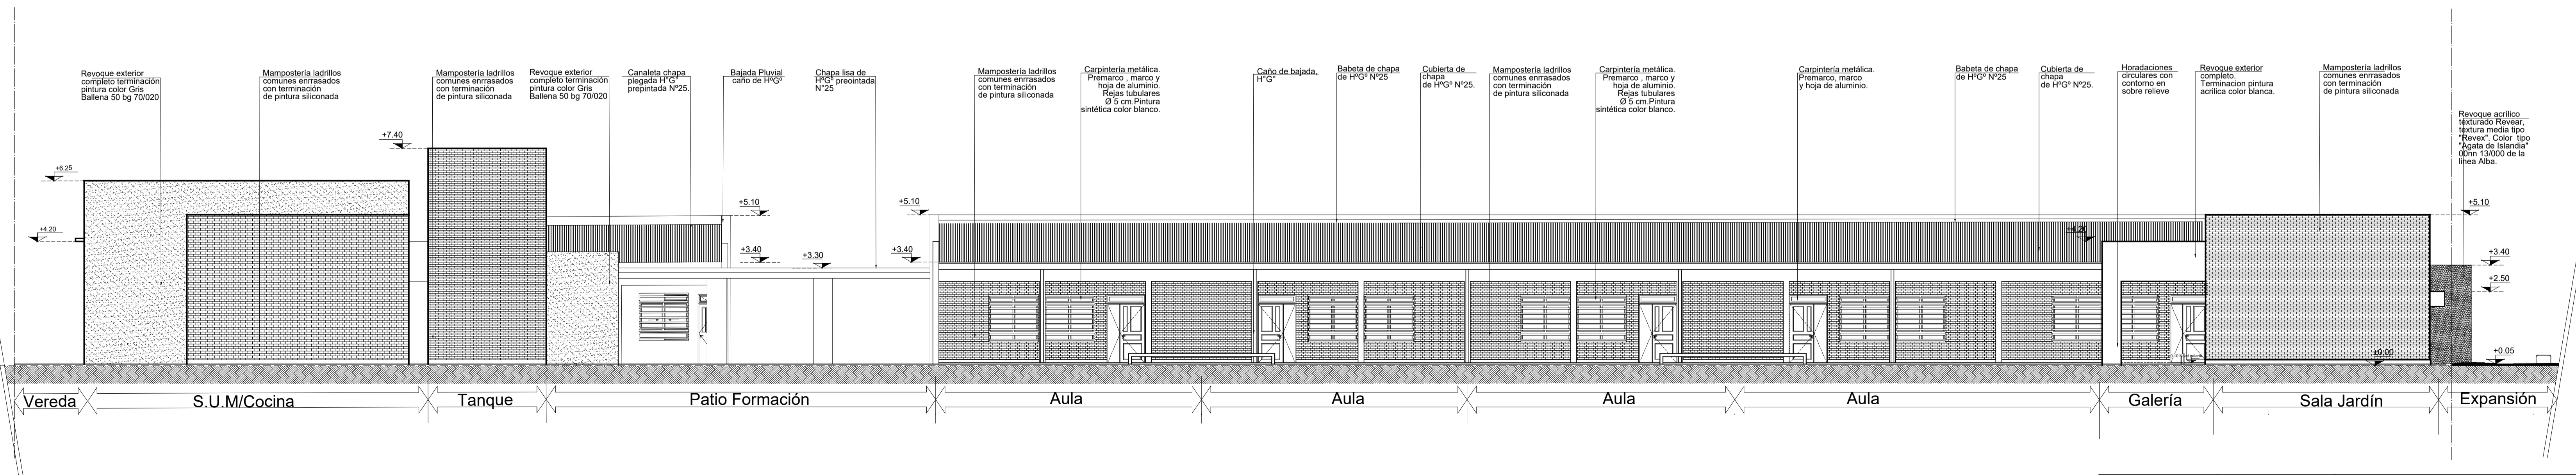 Revoque exterior
completo terminación
pintura color Gris
Ballena 50 bg 70/020
Mampostería ladrillos
comunes enrrasados
con terminación
de pintura siliconada
Mampostería ladrillos
comunes enrrasados
con terminación
de pintura siliconada
Revoque exterior
completo terminación
pintura color Gris
Ballena 50 bg 70/020
Canaleta chapa
plegada H°G°
prepintada Nº25.
Bajada Pluvial
caño de HºGº
Chapa lisa de
HºGº preointada
N°25
Mampostería ladrillos
comunes enrrasados
con terminación
de pintura siliconada
Carpintería metálica.
Premarco , marco y
hoja de aluminio.
Rejas tubulares
Ø 5 cm.Pintura
sintética color blanco.
Caño de bajada,
H°G°
Babeta de chapa
de HºGº Nº25
Cubierta de
chapa
de HºGº Nº25.
Mampostería ladrillos
comunes enrrasados
con terminación
de pintura siliconada
Carpintería metálica.
Premarco , marco y
hoja de aluminio.
Rejas tubulares
Ø 5 cm.Pintura
sintética color blanco.
Carpintería metálica.
Premarco, marco
y hoja de aluminio.
Babeta de chapa
de HºGº Nº25
Cubierta de
chapa
de HºGº Nº25.
Horadaciones
circulares con
contorno en
sobre relieve
Revoque exterior
completo.
Terminacion pintura
acrilica color blanca.
Mampostería ladrillos
comunes enrrasados
con terminación
de pintura siliconada
Revoque acrílico
texturado Revear,
textura media tipo
"Revex". Color tipo
"Agata de Islandia"
00nn 13/000 de la
linea Alba.
+7.40
+6.25
+4.20
+5.10
+3.40
+3.30
+5.10
+3.40
+4.20
+5.10
+3.40
+2.50
±0.00
+0.05
Vereda
S.U.M/Cocina
Tanque
Patio Formación
Aula
Aula
Aula
Aula
Galería
Sala Jardín
Expansión